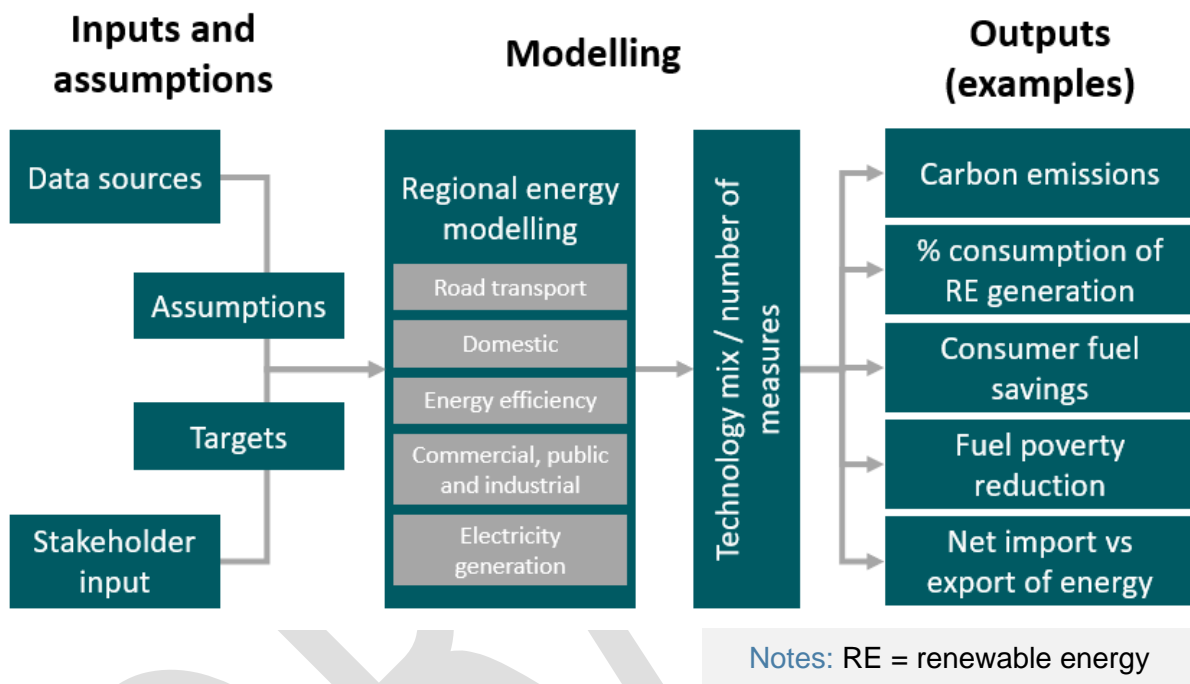 Inputs and
assumptions
Modelling
Outputs
(examples)
Data sources
Assumptions
Targets
Stakeholder
input
Regional energy
modelling
Road transport
Domestic
Energy efficiency
Commercial, public
and industrial
Electricity
generation
Technology mix / number of
measures
Carbon emissions
% consumption of
RE generation
Consumer fuel
savings
Fuel poverty
reduction
Net import vs
export of energy
Notes: RE = renewable energy